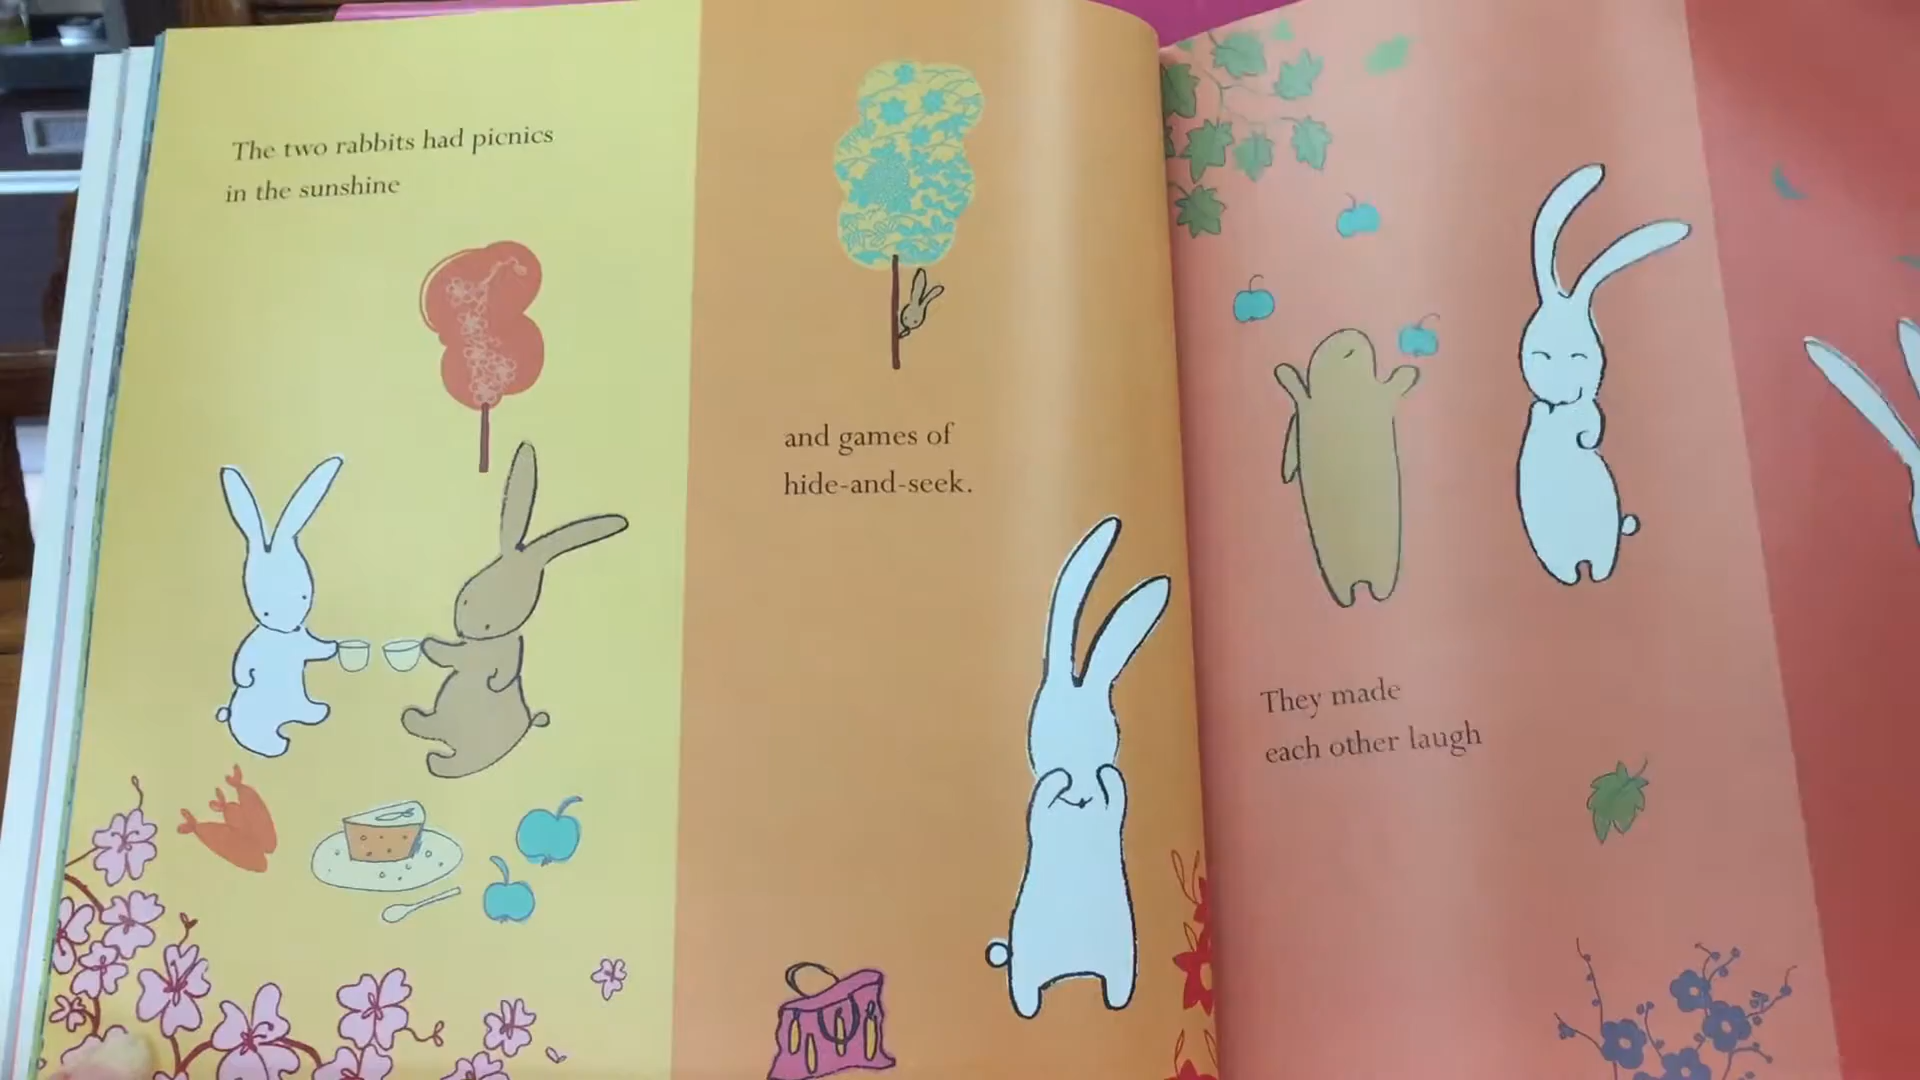 The two rabbits had picnics
in the sunshine
and games of
hide-and-seek.
They made
each other laugh